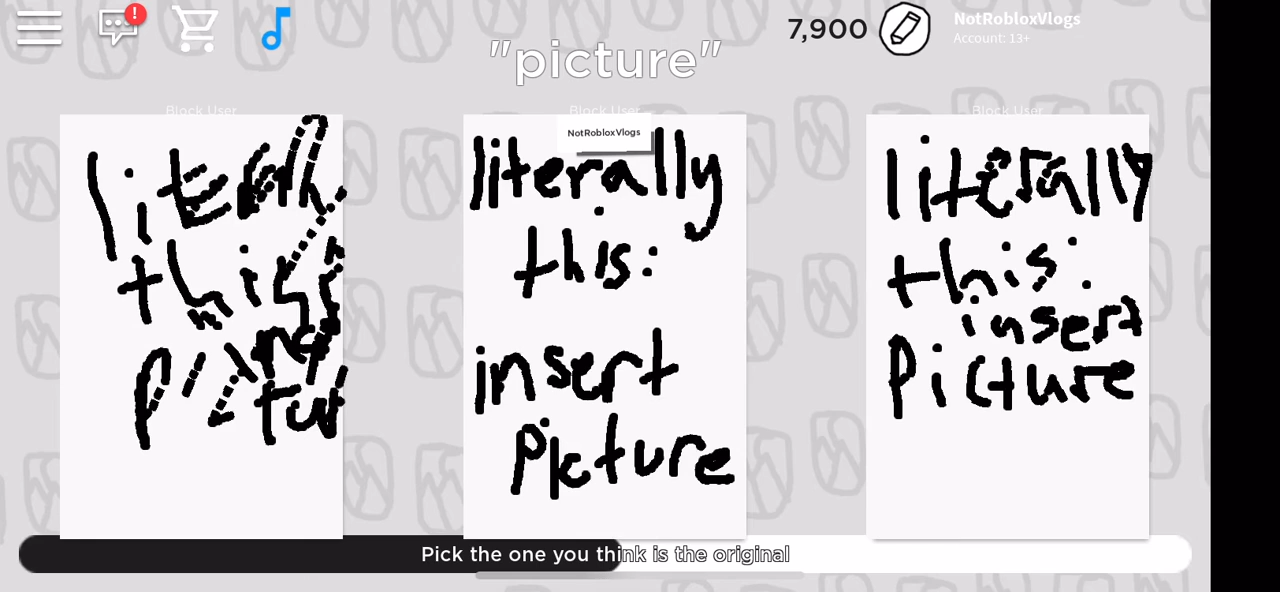 !
7,900
NotRobloxVlogs
Account: 13+
"picture"
Block User
Block User
Block User
this
NotRobloxVlogs
literally
this:
insert
Picture
literally
this:
insert
Picture
Pick the one you think is the original